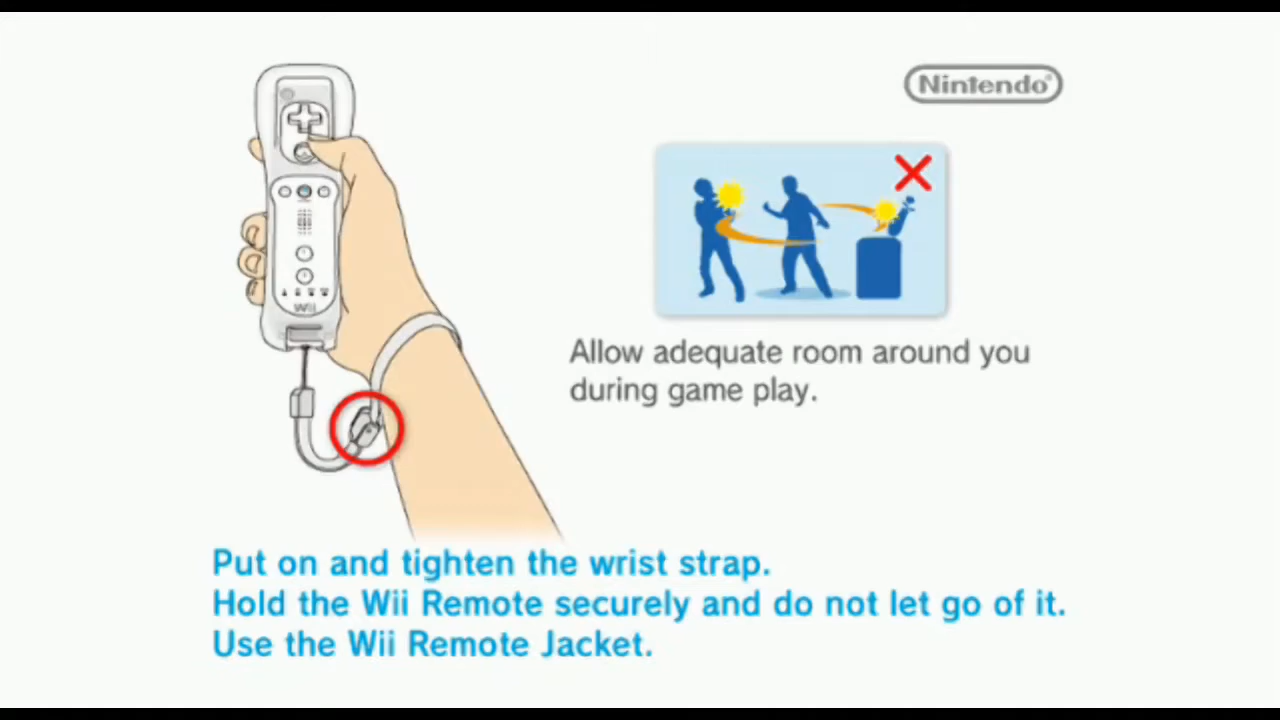 Nintendo®
Allow adequate room around you
during game play.
Wii
Put on and tighten the wrist strap.
Hold the Wii Remote securely and do not let go of it.
Use the Wii Remote Jacket.